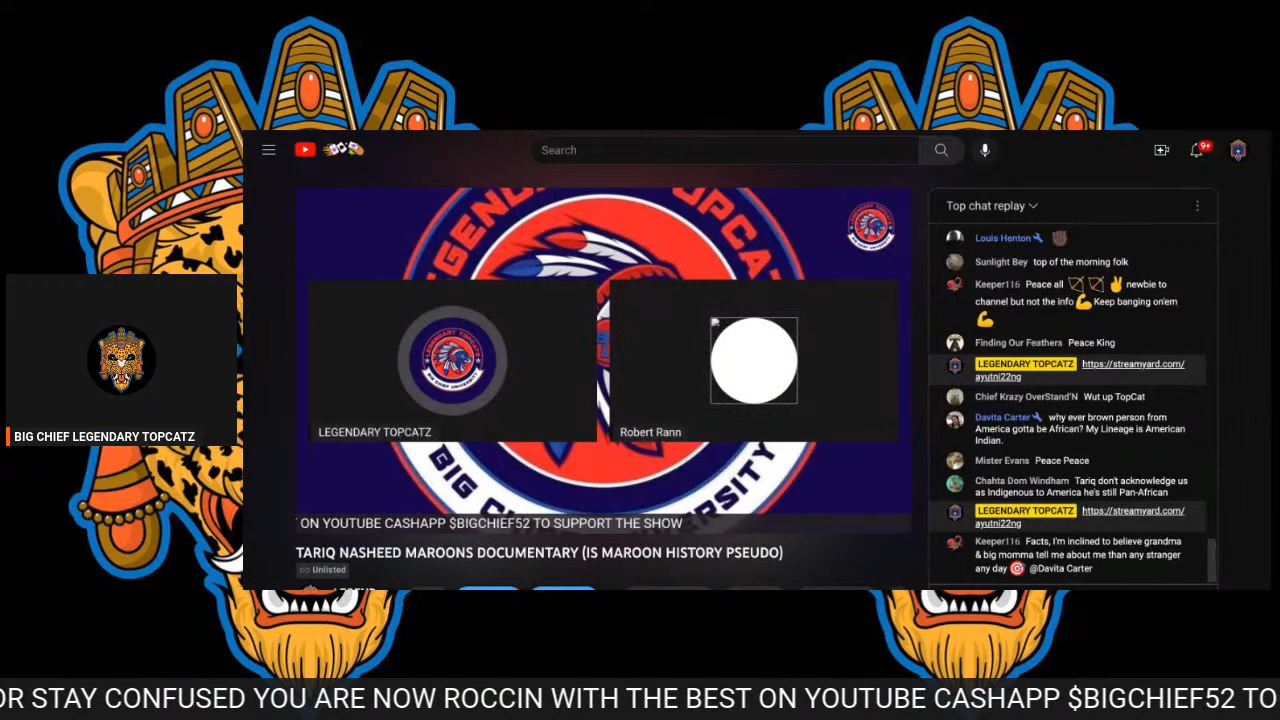 Search
9+
LEGENDARY TOPCATZ
BIG CHIEF UNIVERSITY
LEGENDARY TOPCATZ
Robert Rann
ON YOUTUBE CASHAPP $BIGCHIEF52 TO SUPPORT THE SHOW
TARIQ NASHEED MAROONS DOCUMENTARY (IS MAROON HISTORY PSEUDO)
Unlisted
Top chat replay
Louis Henton
Sunlight Bey top of the morning folk
Keeper116 Peace all 🏹 🏹 ✌ newbie to
channel but not the info 💪 Keep banging on'em
💪
Finding Our Feathers Peace King
LEGENDARY TOPCATZ https://streamyard.com/
ayutni22ng
Chief Krazy OverStand'N Wut up TopCat
Davita Carter why ever brown person from
America gotta be African? My Lineage is American
Indian.
Mister Evans Peace Peace
Chahta Dom Windham Tariq don't acknowledge us
as Indigenous to America he's still Pan-African
LEGENDARY TOPCATZ https://streamyard.com/
ayutni22ng
Keeper116 Facts, I'm inclined to believe grandma
& big momma tell me about me than any stranger
any day 🎯 @Davita Carter
BIG CHIEF LEGENDARY TOPCATZ
OR STAY CONFUSED YOU ARE NOW ROCCIN WITH THE BEST ON YOUTUBE CASHAPP $BIGCHIEF52 TO